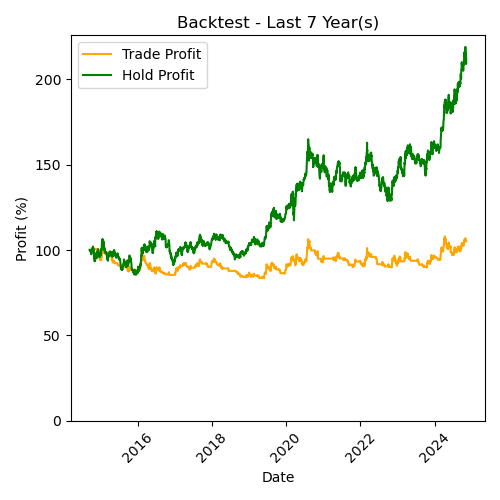 Backtest - Last 7 Year(s)
Trade Profit
Hold Profit
Profit (%)
200
150
100
50
0
2016
2018
2020
2022
2024
Date